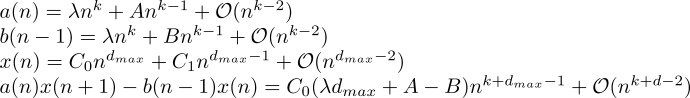 a(n) = λn^k + An^{k−1} + 𝒪(n^{k−2})
b(n − 1) = λn^k + Bn^{k−1} + 𝒪(n^{k−2})
x(n) = C_0n^{d_{max}} + C_1n^{d_{max}−1} + 𝒪(n^{d_{max}−2})
a(n)x(n + 1) − b(n − 1)x(n) = C_0(λd_{max} + A − B)n^{k+d_{max}−1} + 𝒪(n^{k+d−2})